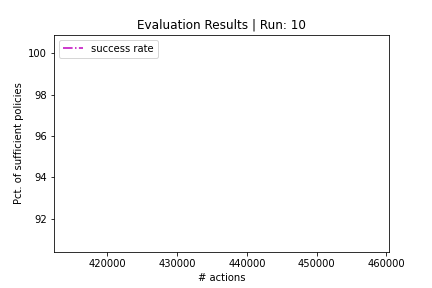 Evaluation Results | Run: 10
success rate
100
98
96
94
92
Pct. of sufficient policies
420000 430000 440000 450000 460000
# actions